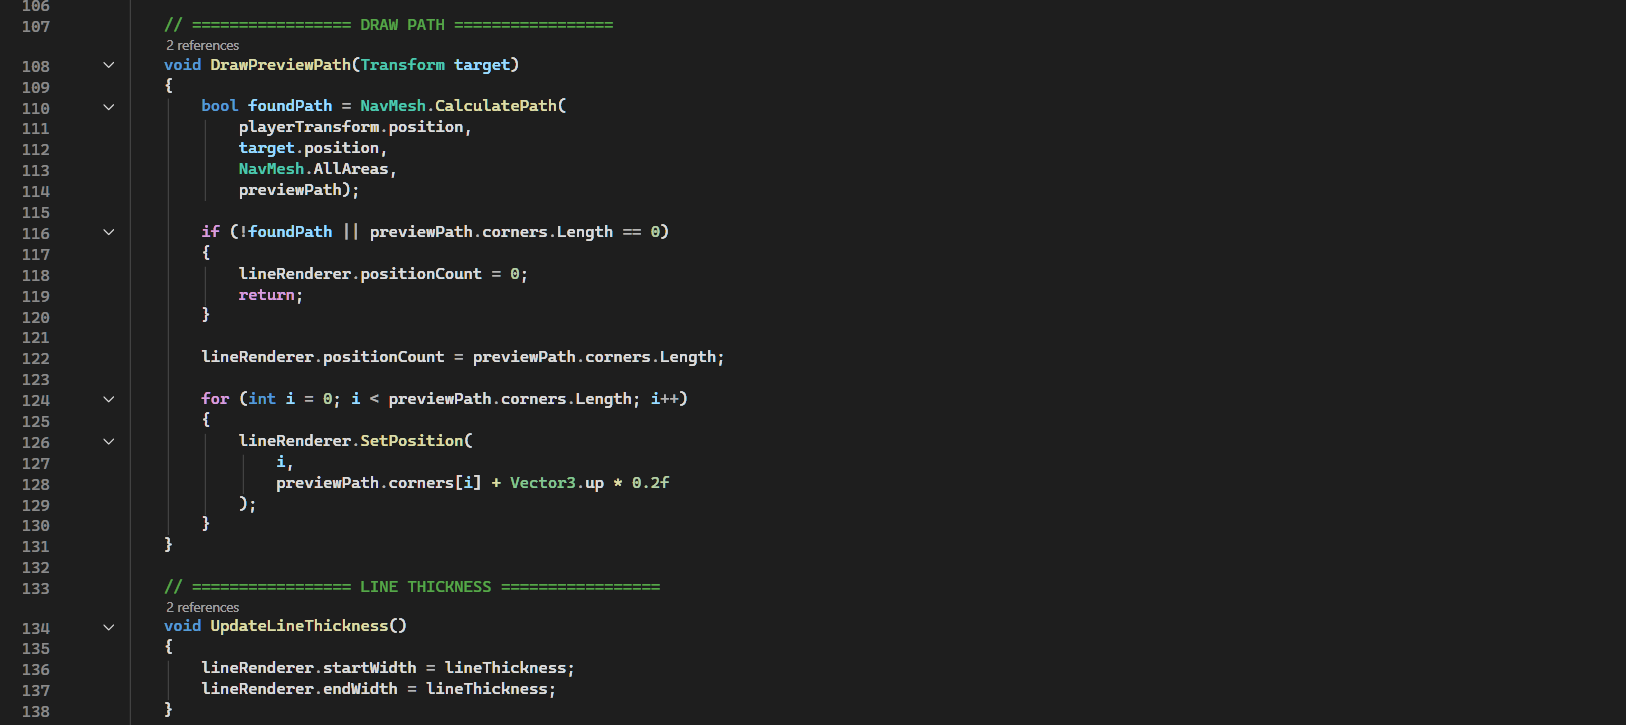 106
107 // ================= DRAW PATH =================
2 references
108 void DrawPreviewPath(Transform target)
109 {
110 bool foundPath = NavMesh.CalculatePath(
111 playerTransform.position,
112 target.position,
113 NavMesh.AllAreas,
114 previewPath);
115
116 if (!foundPath || previewPath.corners.Length == 0)
117 {
118 lineRenderer.positionCount = 0;
119 return;
120 }
121
122 lineRenderer.positionCount = previewPath.corners.Length;
123
124 for (int i = 0; i < previewPath.corners.Length; i++)
125 {
126 lineRenderer.SetPosition(
127 i,
128 previewPath.corners[i] + Vector3.up * 0.2f
129 );
130 }
131 }
132
133 // ================= LINE THICKNESS =================
2 references
134 void UpdateLineThickness()
135 {
136 lineRenderer.startWidth = lineThickness;
137 lineRenderer.endWidth = lineThickness;
138 }